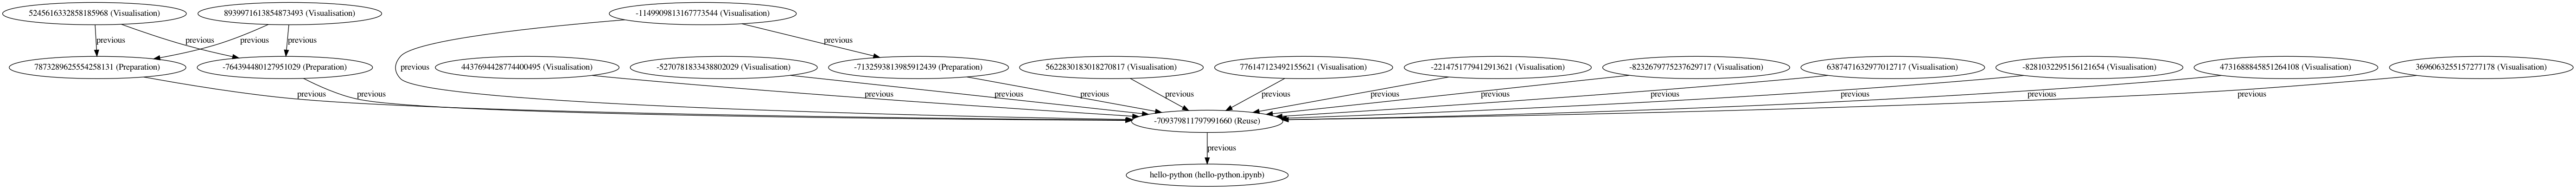 5245616332858185968 (Visualisation)
8939971613854873493 (Visualisation)
-1149909813167773544 (Visualisation)
previous
previous
previous
previous
previous
7873289625554258131 (Preparation)
-764394480127951029 (Preparation)
previous
4437694428774400495 (Visualisation)
-5270781833438802029 (Visualisation)
-7132593813985912439 (Preparation)
5622830183018270817 (Visualisation)
776147123492155621 (Visualisation)
-2214751779412913621 (Visualisation)
-8232679775237629717 (Visualisation)
6387471632977012717 (Visualisation)
-8281032295156121654 (Visualisation)
4731688845851264108 (Visualisation)
3696063255157277178 (Visualisation)
previous
previous
previous
previous
previous
previous
previous
previous
previous
previous
previous
previous
previous
-709379811797991660 (Reuse)
previous
hello-python (hello-python.ipynb)